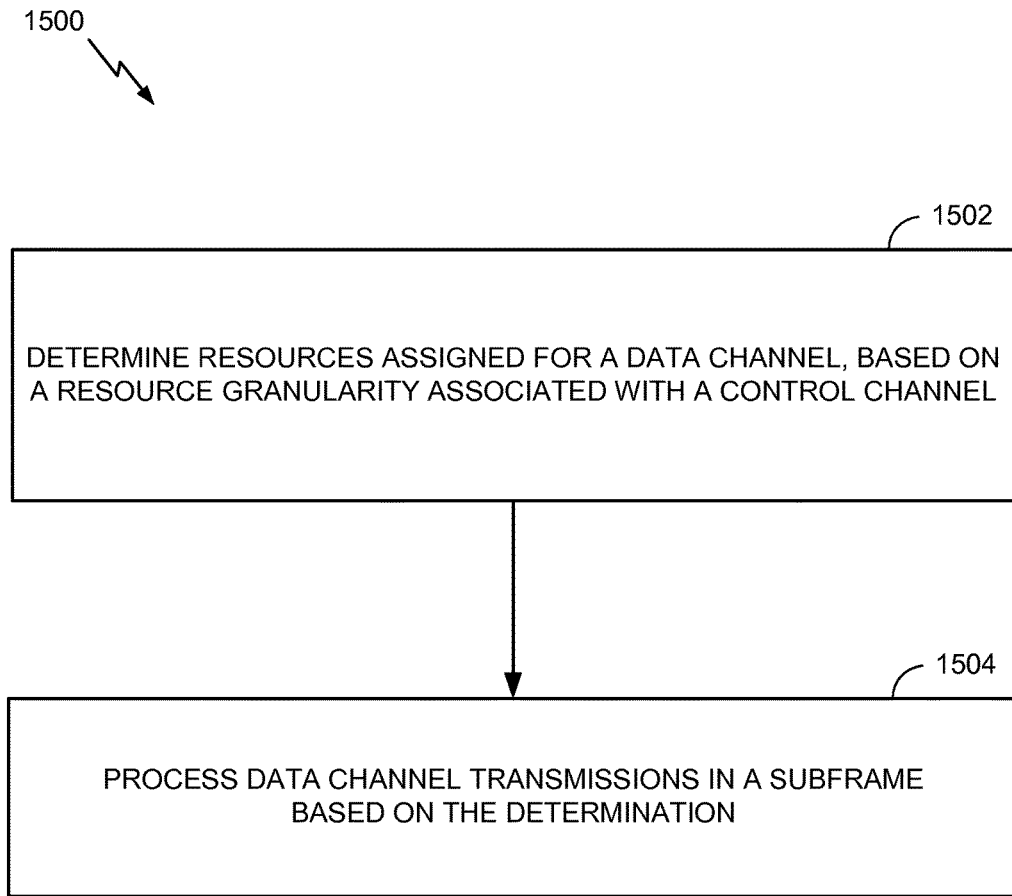 1500
1502
DETERMINE RESOURCES ASSIGNED FOR A DATA CHANNEL, BASED ON
A RESOURCE GRANULARITY ASSOCIATED WITH A CONTROL CHANNEL
1504
PROCESS DATA CHANNEL TRANSMISSIONS IN A SUBFRAME
BASED ON THE DETERMINATION